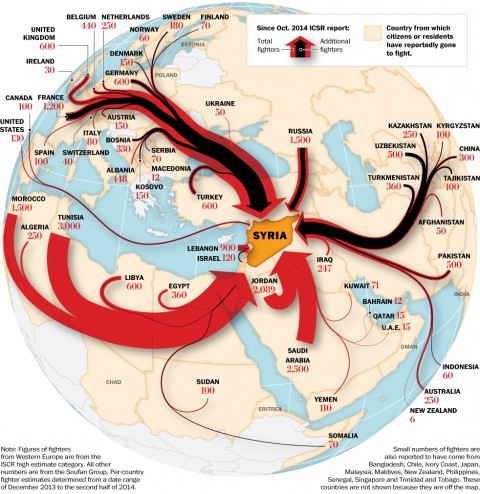 BELGIUM
440
NETHERLANDS
250
SWEDEN
180
FINLAND
70
NORWAY
60
UNITED
KINGDOM
600
ESTONIA
DENMARK
150
IRELAND
30
GERMANY
600
POLAND
CANADA
100
FRANCE
1,200
UNITED
STATES
130
AUSTRIA
150
UKRAINE
50
ITALY
80
BOSNIA
330
SPAIN
100
SWITZERLAND
40
SERBIA
70
MACEDONIA
12
ALBANIA
148
KOSOVO
150
TURKEY
600
RUSSIA
1,500
Since Oct. 2014 ICSR report:
Total
fighters
Additional
fighters
Country from which
citizens or residents
have reportedly gone
to fight.
KAZAKHSTAN
250
KYRGYZSTAN
100
UZBEKISTAN
500
CHINA
300
TURKMENISTAN
360
TAJIKISTAN
100
AFGHANISTAN
50
PAKISTAN
500
INDIA
MOROCCO
1,500
TUNISIA
3,000
ALGERIA
250
SYRIA
LEBANON 900
ISRAEL 120
JORDAN
2,089
IRAQ
247
LIBYA
600
EGYPT
360
KUWAIT 71
BAHRAIN 12
QATAR 15
U.A.E. 15
OMAN
SAUDI
ARABIA
2,500
CHAD
SUDAN
100
ERITREA
YEMEN
110
SOMALIA
70
INDONESIA
60
AUSTRALIA
250
NEW ZEALAND
6
Note: Figures of fighters
from Western Europe are from the
ISCR high estimate category. All other
numbers are from the Soufan Group. Per-country
fighter estimates determined from a date range
of December 2013 to the second half of 2014.
Small numbers of fighters are
also reported to have come from
Bangladesh, Chile, Ivory Coast, Japan,
Malaysia, Maldives, New Zealand, Philippines,
Senegal, Singapore and Trinidad and Tobago. These
countries are not shown because they are off the map.